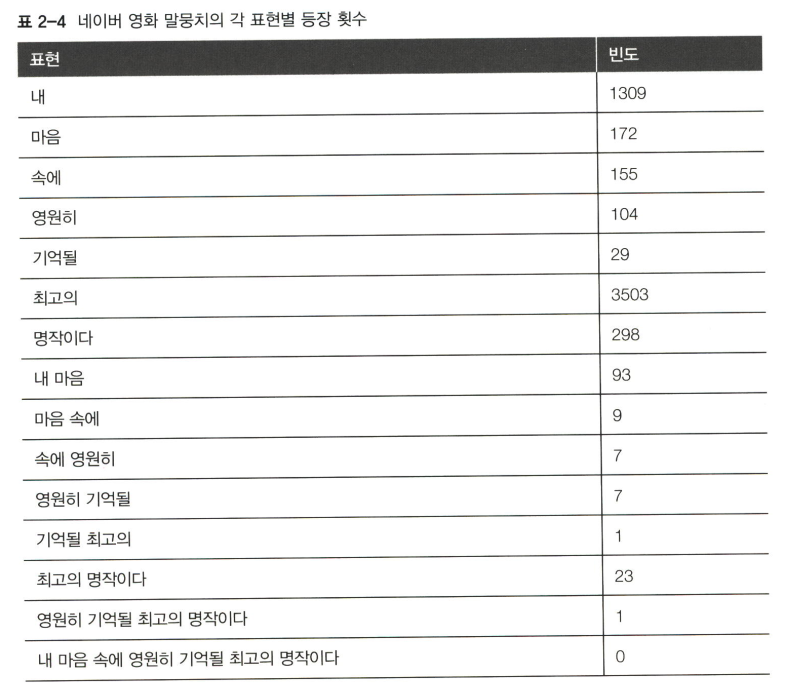 표 2-4 네이버 영화 말뭉치의 각 표현별 등장 횟수
표현 빈도
내 1309
마음 172
속에 155
영원히 104
기억될 29
최고의 3503
명작이다 298
내 마음 93
마음 속에 9
속에 영원히 7
영원히 기억될 7
기억될 최고의 1
최고의 명작이다 23
영원히 기억될 최고의 명작이다 1
내 마음 속에 영원히 기억될 최고의 명작이다 0